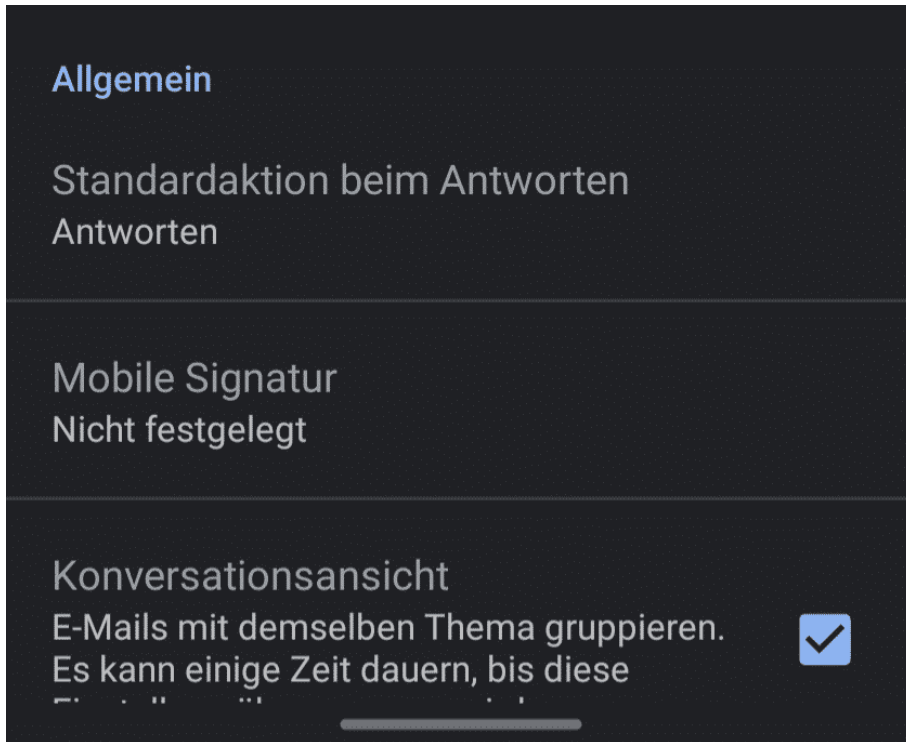 Allgemein
Standardaktion beim Antworten
Antworten
Mobile Signatur
Nicht festgelegt
Konversationsansicht
E-Mails mit demselben Thema gruppieren.
Es kann einige Zeit dauern, bis diese